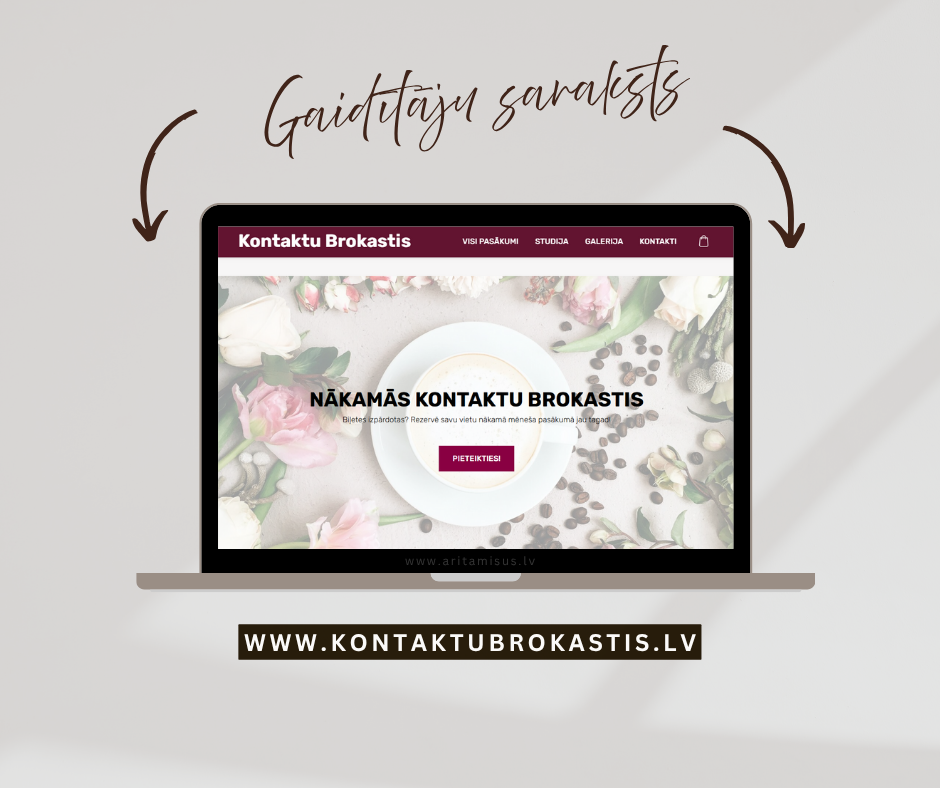 Gaidītāju saraksts
Kontaktu Brokastis
VISI PASĀKUMI STUDIJA GALERIJA KONTAKTI
NĀKAMĀS KONTAKTU BROKASTIS
Biļetes izpārdotas? Rezervē savu vietu nākamā mēneša pasākumā jau tagad!
PIETEIKTIES!
www.aritamisus.lv
WWW.KONTAKTUBROKASTIS.LV